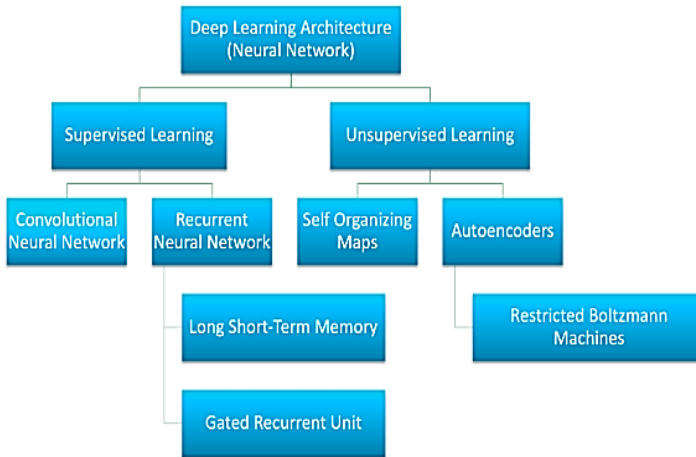 Deep Learning Architecture
(Neural Network)
Supervised Learning
Unsupervised Learning
Convolutional
Neural Network
Recurrent
Neural Network
Self Organizing
Maps
Autoencoders
Long Short-Term Memory
Restricted Boltzmann
Machines
Gated Recurrent Unit